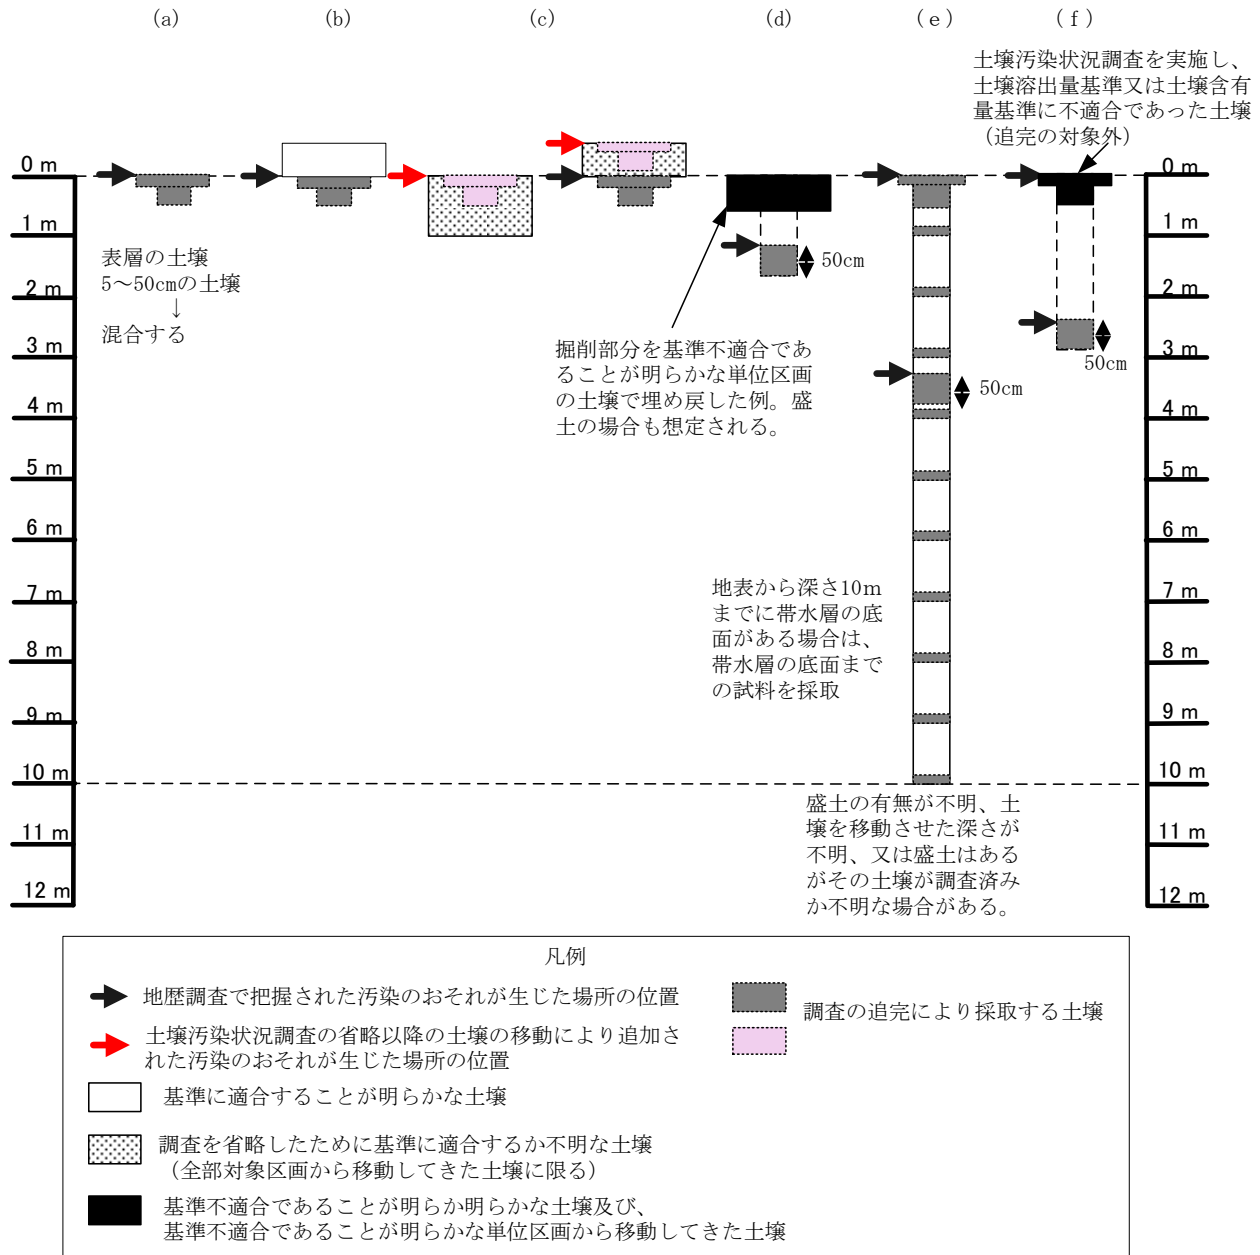 (a)
(b)
(c)
(d)
(e)
(f)
土壌汚染状況調査を実施し、
土壌溶出量基準又は土壌含有
量基準に不適合であった土壌
（追完の対象外）
0 m
1 m
2 m
3 m
4 m
5 m
6 m
7 m
8 m
9 m
10 m
11 m
12 m
表層の土壌
5～50cmの土壌
↓
混合する
50cm
掘削部分を基準不適合であ
ることが明らかな単位区画
の土壌で埋め戻した例。盛
土の場合も想定される。
50cm
50cm
地表から深さ10m
までに帯水層の底
面がある場合は、
帯水層の底面まで
の試料を採取
盛土の有無が不明、土
壌を移動させた深さが
不明、又は盛土はある
がその土壌が調査済み
か不明な場合がある。
0 m
1 m
2 m
3 m
4 m
5 m
6 m
7 m
8 m
9 m
10 m
11 m
12 m
凡例
地歴調査で把握された汚染のおそれが生じた場所の位置
土壌汚染状況調査の省略以降の土壌の移動により追加さ
れた汚染のおそれが生じた場所の位置
基準に適合することが明らかな土壌
調査を省略したために基準に適合するか不明な土壌
（全部対象区画から移動してきた土壌に限る）
基準不適合であることが明らか明らかな土壌及び、
基準不適合であることが明らかな単位区画から移動してきた土壌
調査の追完により採取する土壌